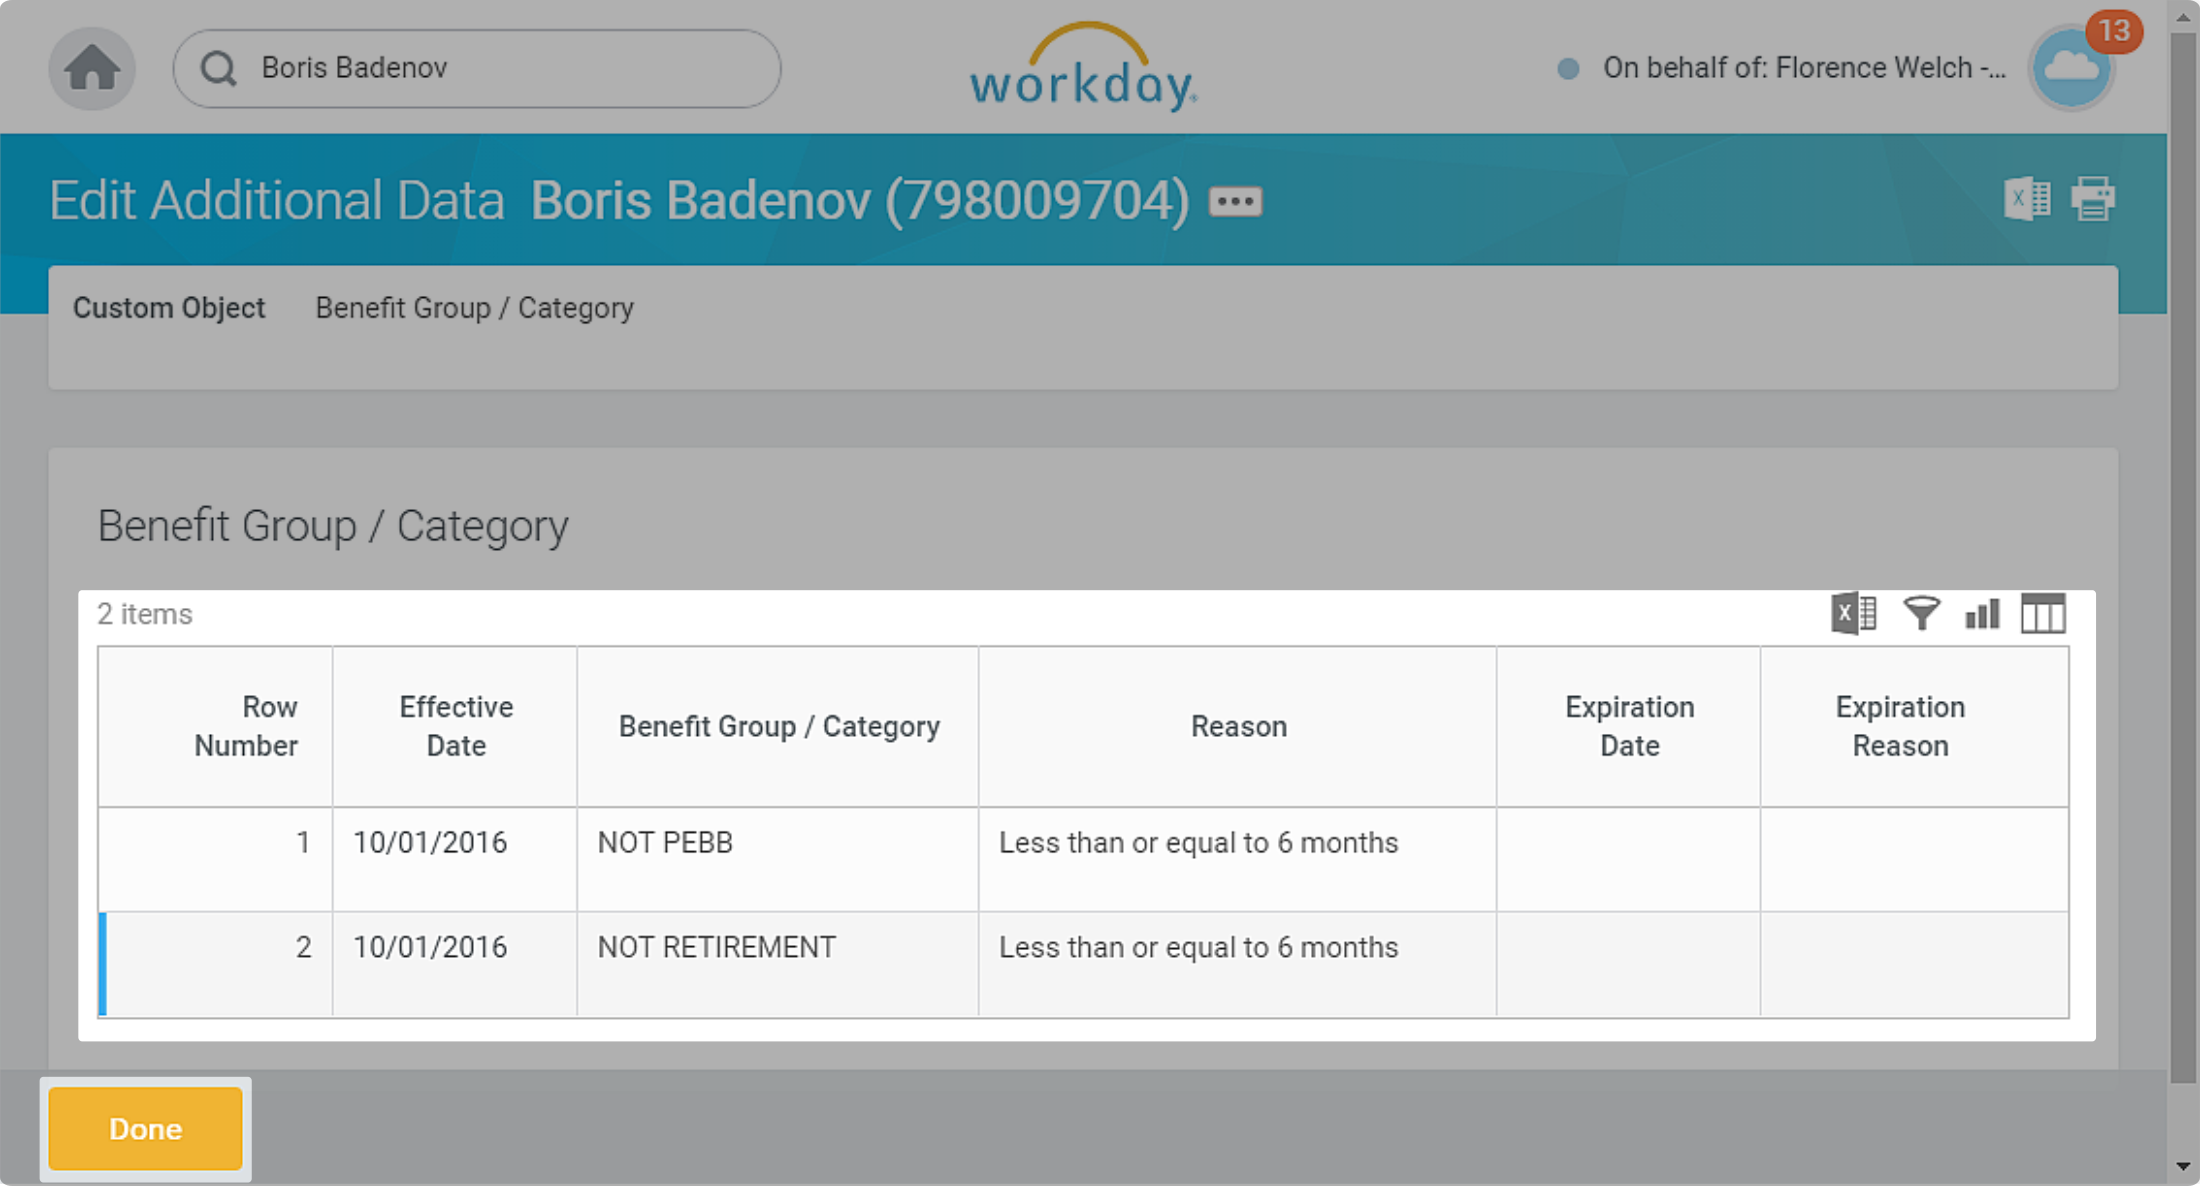 Boris Badenov
workday.
On behalf of: Florence Welch -...
13
Edit Additional Data Boris Badenov (798009704)
X
Custom Object Benefit Group / Category
Benefit Group / Category
2 items
X
Row Number
Effective Date
Benefit Group / Category
Reason
Expiration Date
Expiration Reason
1 10/01/2016 NOT PEBB Less than or equal to 6 months
2 10/01/2016 NOT RETIREMENT Less than or equal to 6 months
Done